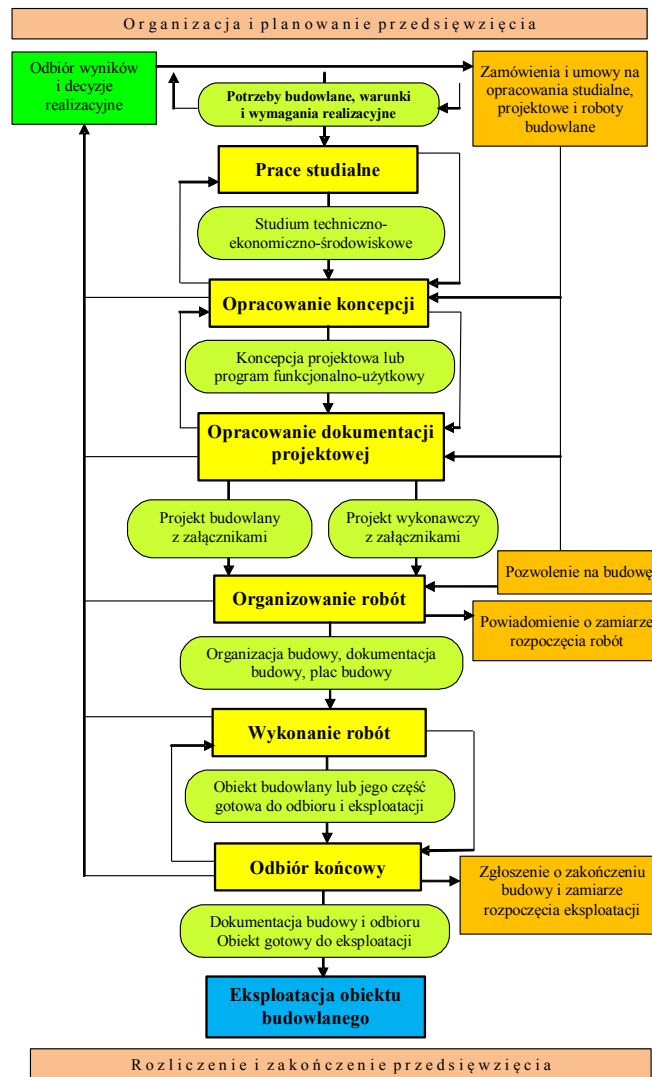 Organizacja i planowanie przedsięwzięcia
Odbiór wyników
i decyzje
realizacyjne
Zamówienia i umowy na
opracowania studialne,
projektowe i roboty
budowlane
Potrzeby budowlane, warunki
i wymagania realizacyjne
Prace studialne
Studium techniczno-
ekonomiczno-środowiskowe
Opracowanie koncepcji
Koncepcja projektowa lub
program funkcjonalno-użytkowy
Opracowanie dokumentacji
projektowej
Projekt budowlany
z załącznikami
Projekt wykonawczy
z załącznikami
Pozwolenie na budowę
Organizowanie robót
Powiadomienie o zamiarze
rozpoczęcia robót
Organizacja budowy, dokumentacja
budowy, plac budowy
Wykonanie robót
Obiekt budowlany lub jego część
gotowa do odbioru i eksploatacji
Odbiór końcowy
Zgłoszenie o zakończeniu
budowy i zamiarze
rozpoczęcia eksploatacji
Dokumentacja budowy i odbioru
Obiekt gotowy do eksploatacji
Eksploatacja obiektu
budowlanego
Rozliczenie i zakończenie przedsięwzięcia